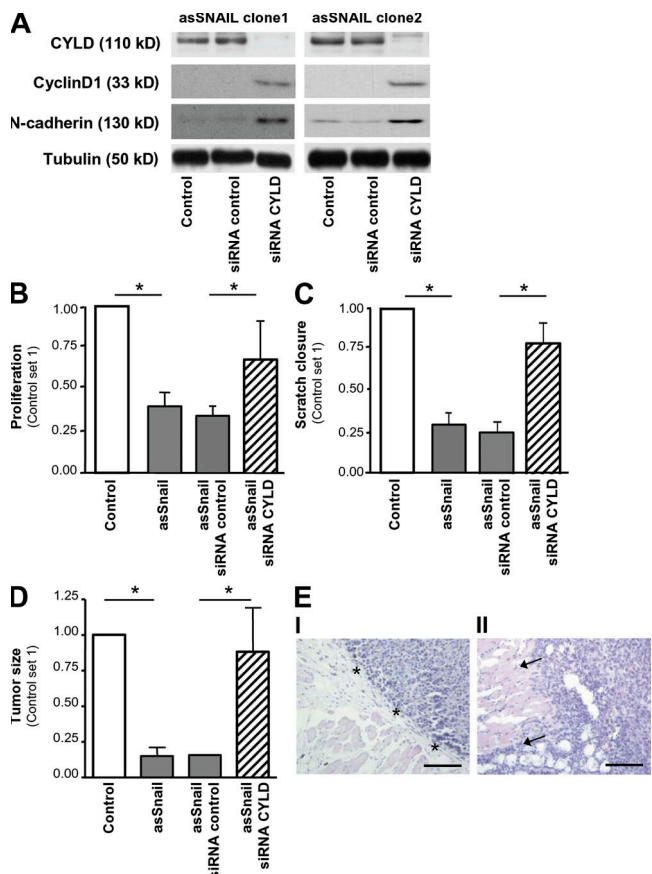 A
asSNAIL clone1 asSNAIL clone2
CYLD (110 kD)
CyclinD1 (33 kD)
N-cadherin (130 kD)
Tubulin (50 kD)
Control
siRNA control
siRNA CYLD
Control
siRNA control
siRNA CYLD
B
Proliferation
(Control set 1)
1.00
0.50
0.25
0.00
*
*
Control
asSnail
asSnail
siRNA control
asSnail
siRNA CYLD
C
Scratch closure
(Control set 1)
1.00
0.75
0.50
0.25
0.00
*
*
Control
asSnail
asSnail
siRNA control
asSnail
siRNA CYLD
D
Tumor size
(Control set 1)
1.25
1.00
0.75
0.50
0.25
0.00
*
*
Control
asSnail
asSnail
siRNA control
asSnail
siRNA CYLD
E
I
II
*
*
*